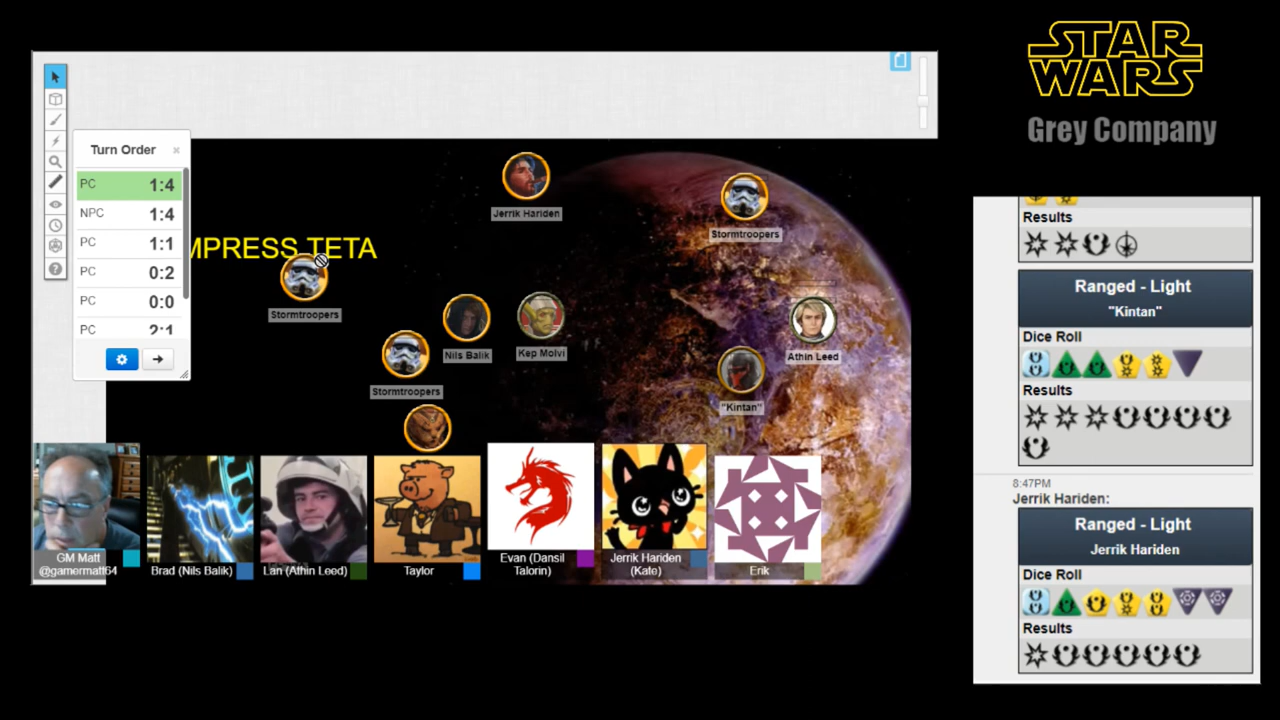 STAR
WARS
Grey Company
Turn Order ×
PC 1:4
NPC 1:4
PC 1:1
PC 0:2
PC 0:0
PC 2:1
MPRESS TETA
Jerrik Hariden
Stormtroopers
Stormtroopers
Nils Balik
Kep Molvi
Athin Leed
Stormtroopers
"Kintan"
GM Matt
@gamermatt64
Brad (Nils Balik)
Lan (Athin Leed)
Taylor
Evan (Dansil
Talorin)
Jerrik Hariden
(Kate)
Erik
Results
Ranged - Light
"Kintan"
Dice Roll
Results
8:47PM
Jerrik Hariden:
Ranged - Light
Jerrik Hariden
Dice Roll
Results